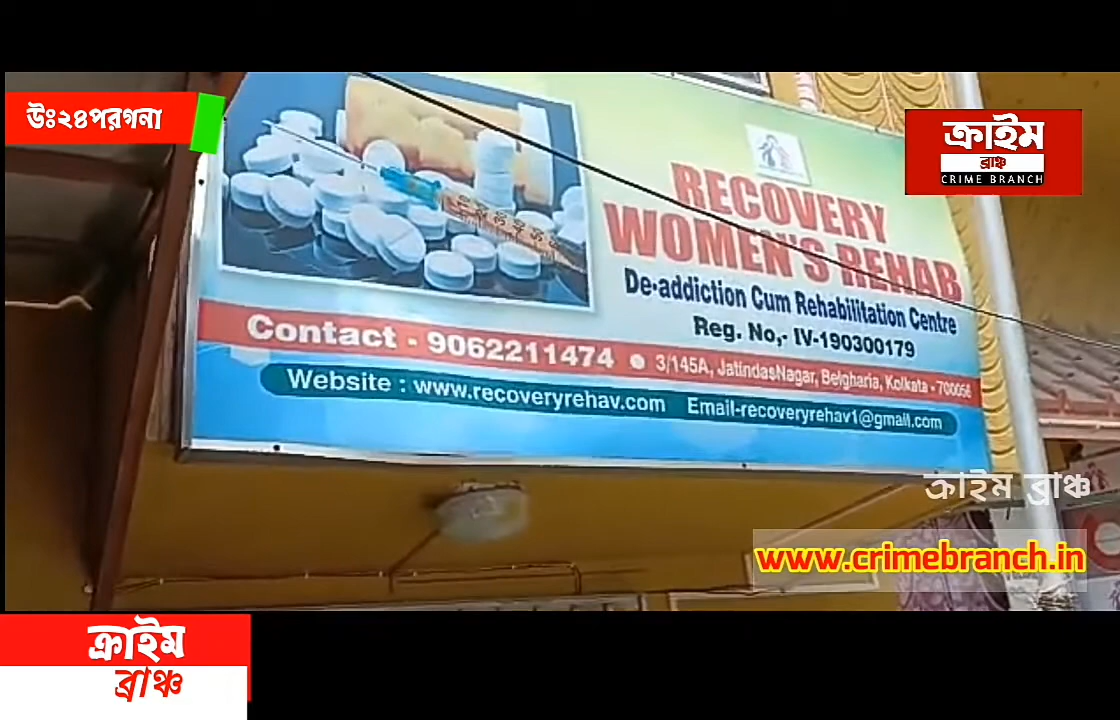 উঃ২৪পরগনা
ক্রাইম
ব্রাঞ্চ
CRIME BRANCH
RECOVERY
WOMEN'S REHAB
De-addiction Cum Rehabilitation Centre
Reg. No,- IV-190300179
Contact - 9062211474 ● 3/145A, JatindasNagar, Belgharia, Kolkata - 700056
Website : www.recoveryrehav.com Email-recoveryrehav1@gmail.com
ক্রাইম ব্রাঞ্চ
www.crimebranch.in
ক্রাইম
ব্রাঞ্চ